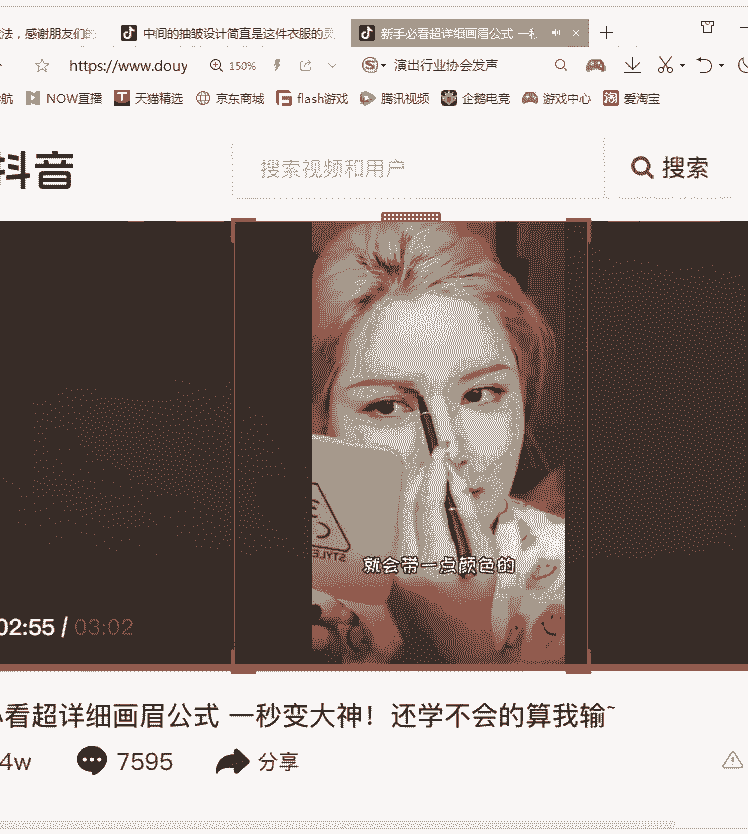 法，感谢朋友们的
中间的抽皱设计简直是这件衣服的灵
新手必看超详细画眉公式 一秒
https://www.douy
150%
S
演出行业协会发声
航
NOW直播
T 天猫精选
京东商城
flash游戏
腾讯视频
企鹅电竞
游戏中心
爱淘宝
抖音
搜索视频和用户
搜索
3
C
STYLE
就会带一点颜色的
02:55 / 03:02
必看超详细画眉公式 一秒变大神！还学不会的算我输~
4w
7595
分享